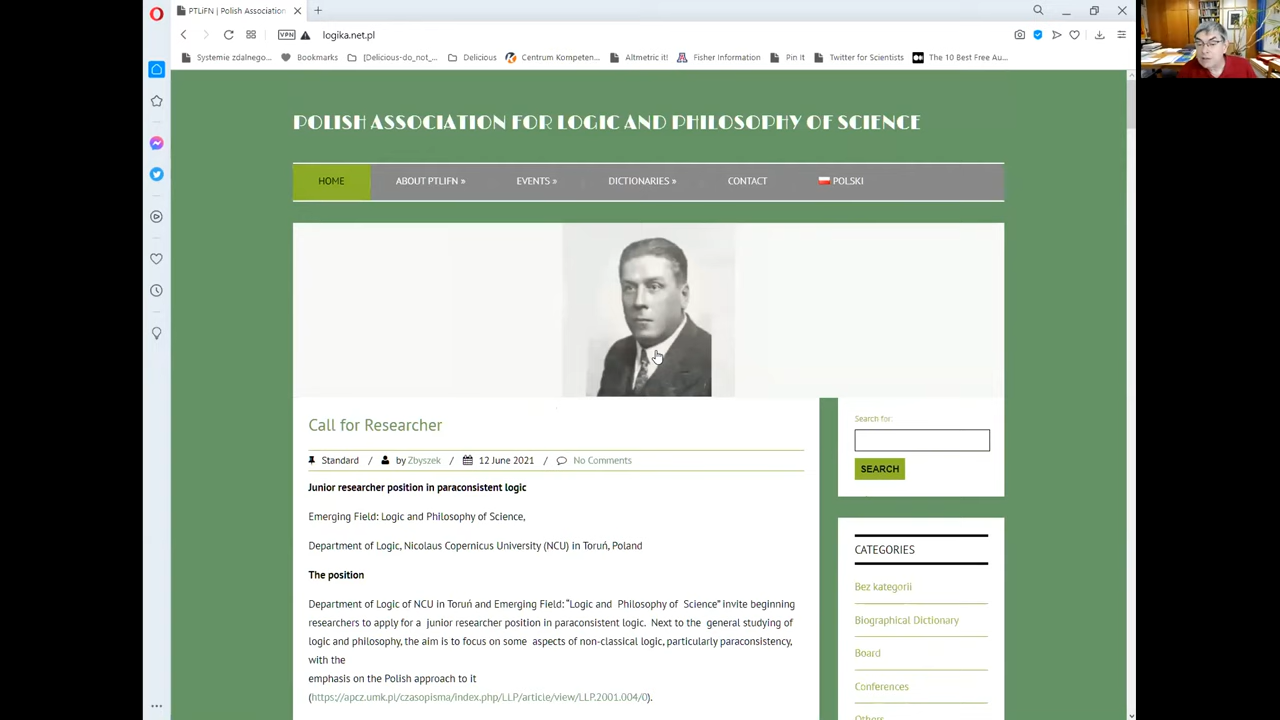 PTLiFN | Polish Association
logika.net.pl
VPN
Systemie zdalnego...
Bookmarks
[Delicious-do_not_...
Delicious
Centrum Kompeten...
Altmetric it!
Fisher Information
Pin It
Twitter for Scientists
The 10 Best Free Au...
POLISH ASSOCIATION FOR LOGIC AND PHILOSOPHY OF SCIENCE
HOME
ABOUT PTLIFN »
EVENTS »
DICTIONARIES »
CONTACT
POLSKI
Call for Researcher
Standard / by Zbyszek / 12 June 2021 / No Comments
Junior researcher position in paraconsistent logic
Emerging Field: Logic and Philosophy of Science,
Department of Logic, Nicolaus Copernicus University (NCU) in Toruń, Poland
The position
Department of Logic of NCU in Toruń and Emerging Field: “Logic and Philosophy of Science” invite beginning
researchers to apply for a junior researcher position in paraconsistent logic. Next to the general studying of
logic and philosophy, the aim is to focus on some aspects of non-classical logic, particularly paraconsistency,
with the
emphasis on the Polish approach to it
(https://apcz.umk.pl/czasopisma/index.php/LLP/article/view/LLP.2001.004/0).
Search for:
SEARCH
CATEGORIES
Bez kategorii
Biographical Dictionary
Board
Conferences
Others